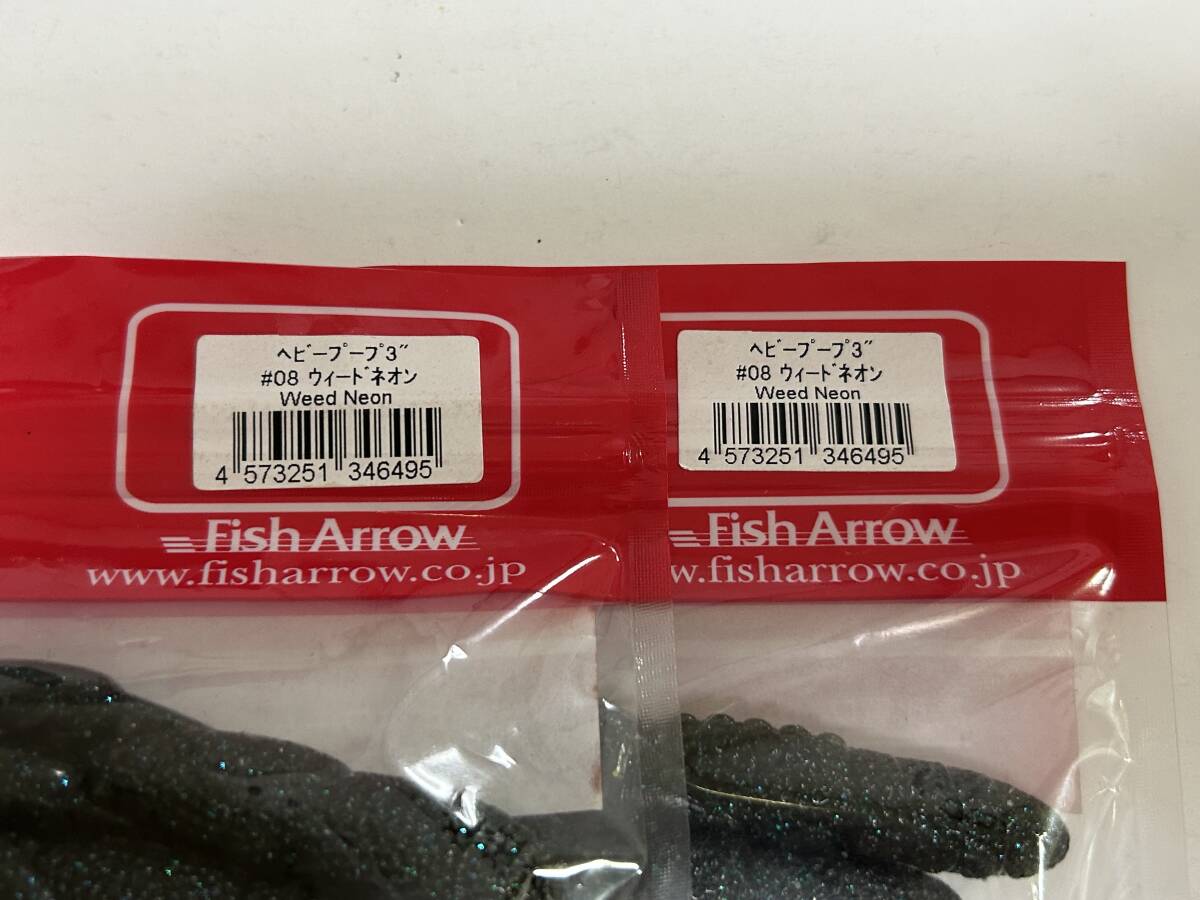 ﾍﾋﾞｰﾌﾟｰﾌﾟ3"
#08 ｳｨｰﾄﾞﾈｵﾝ
Weed Neon
4 573251 346495
Fish Arrow
www.fisharrow.co.jp
ﾍﾋﾞｰﾌﾟｰﾌﾟ3"
#08 ｳｨｰﾄﾞﾈｵﾝ
Weed Neon
4 573251 346495
Fish Arrow
w.fisharrow.co.jp